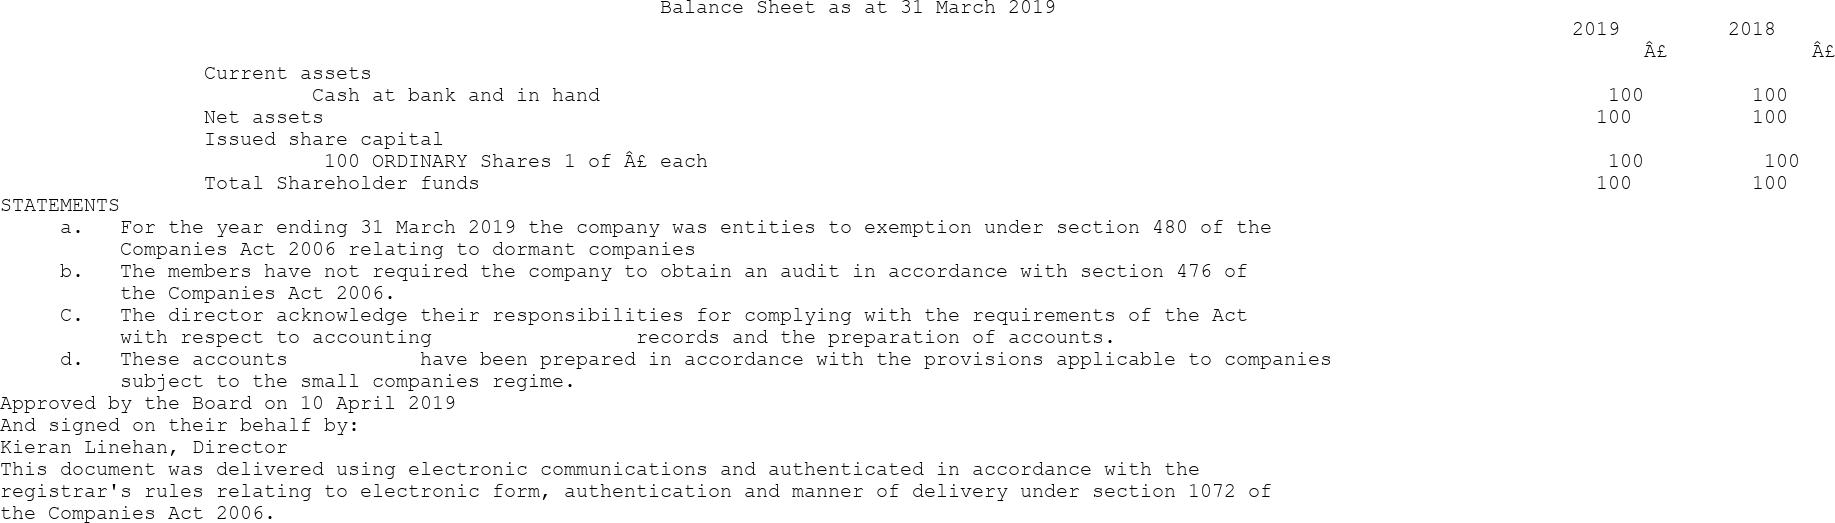 Balance Sheet as at 31 March 2019
2019 2018
Â£ Â£
Current assets
Cash at bank and in hand 100 100
Net assets 100 100
Issued share capital
100 ORDINARY Shares 1 of Â£ each 100 100
Total Shareholder funds 100 100
STATEMENTS
a. For the year ending 31 March 2019 the company was entities to exemption under section 480 of the
Companies Act 2006 relating to dormant companies
b. The members have not required the company to obtain an audit in accordance with section 476 of
the Companies Act 2006.
C. The director acknowledge their responsibilities for complying with the requirements of the Act
with respect to accounting records and the preparation of accounts.
d. These accounts have been prepared in accordance with the provisions applicable to companies
subject to the small companies regime.
Approved by the Board on 10 April 2019
And signed on their behalf by:
Kieran Linehan, Director
This document was delivered using electronic communications and authenticated in accordance with the
registrar's rules relating to electronic form, authentication and manner of delivery under section 1072 of
the Companies Act 2006.